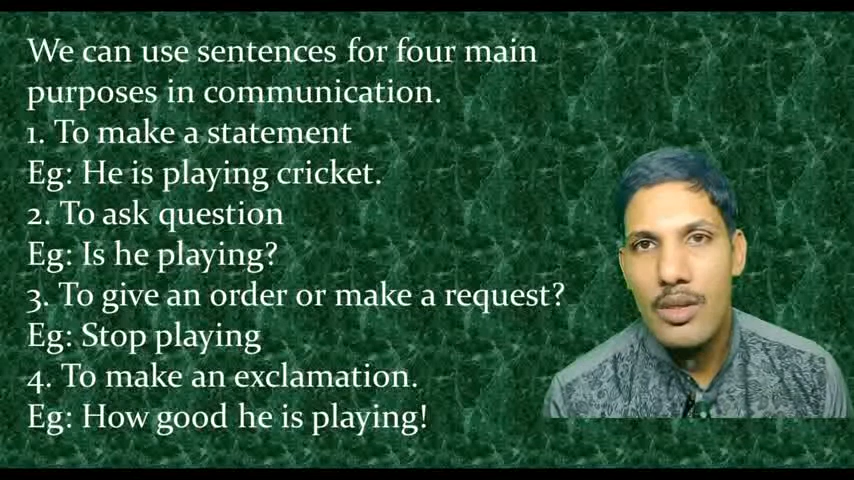 We can use sentences for four main
purposes in communication.
1. To make a statement
Eg: He is playing cricket.
2. To ask question
Eg: Is he playing?
3. To give an order or make a request?
Eg: Stop playing
4. To make an exclamation.
Eg: How good he is playing!